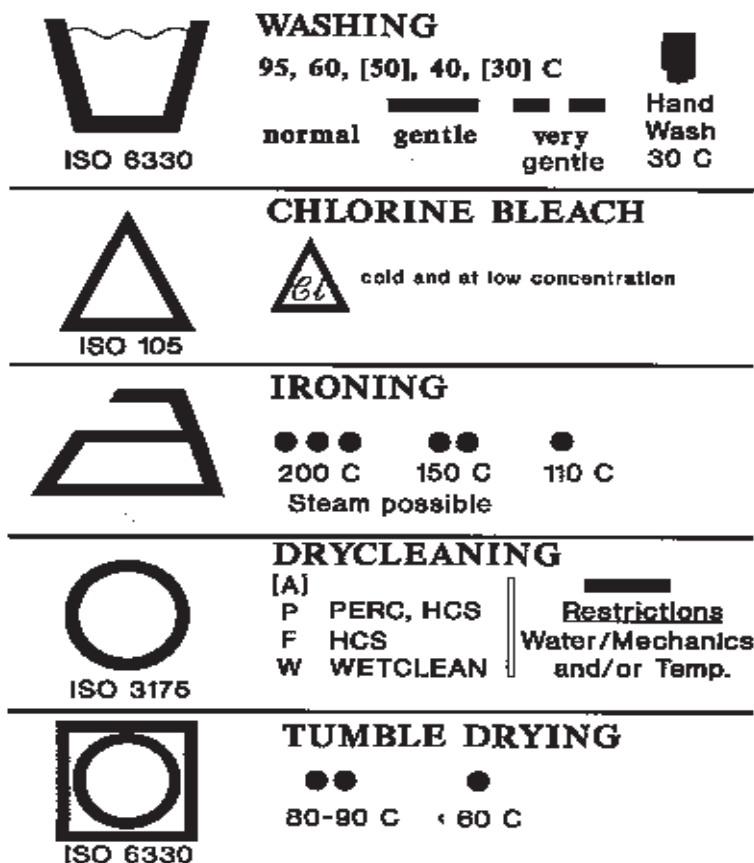 WASHING
95, 60, [50], 40, [30] C
normal gentle very gentle
Hand Wash 30 C
ISO 6330
CHLORINE BLEACH
Cl cold and at low concentration
ISO 105
IRONING
200 C 150 C 110 C
Steam possible
DRYCLEANING
[A]
P PERC, HCS
F HCS
W WETCLEAN
Restrictions
Water/Mechanics
and/or Temp.
ISO 3175
TUMBLE DRYING
80-90 C < 60 C
ISO 6330